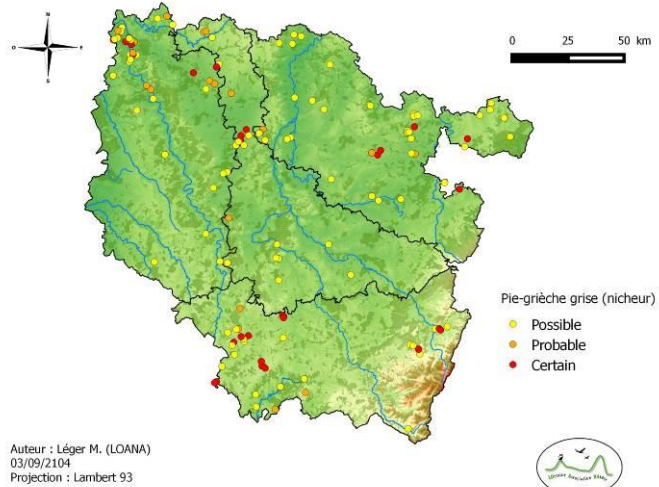 N
O
E
S
0 25 50 km
Pie-grièche grise (nicheur)
Possible
Probable
Certain
Auteur : Léger M. (LOANA)
03/09/2104
Projection : Lambert 93